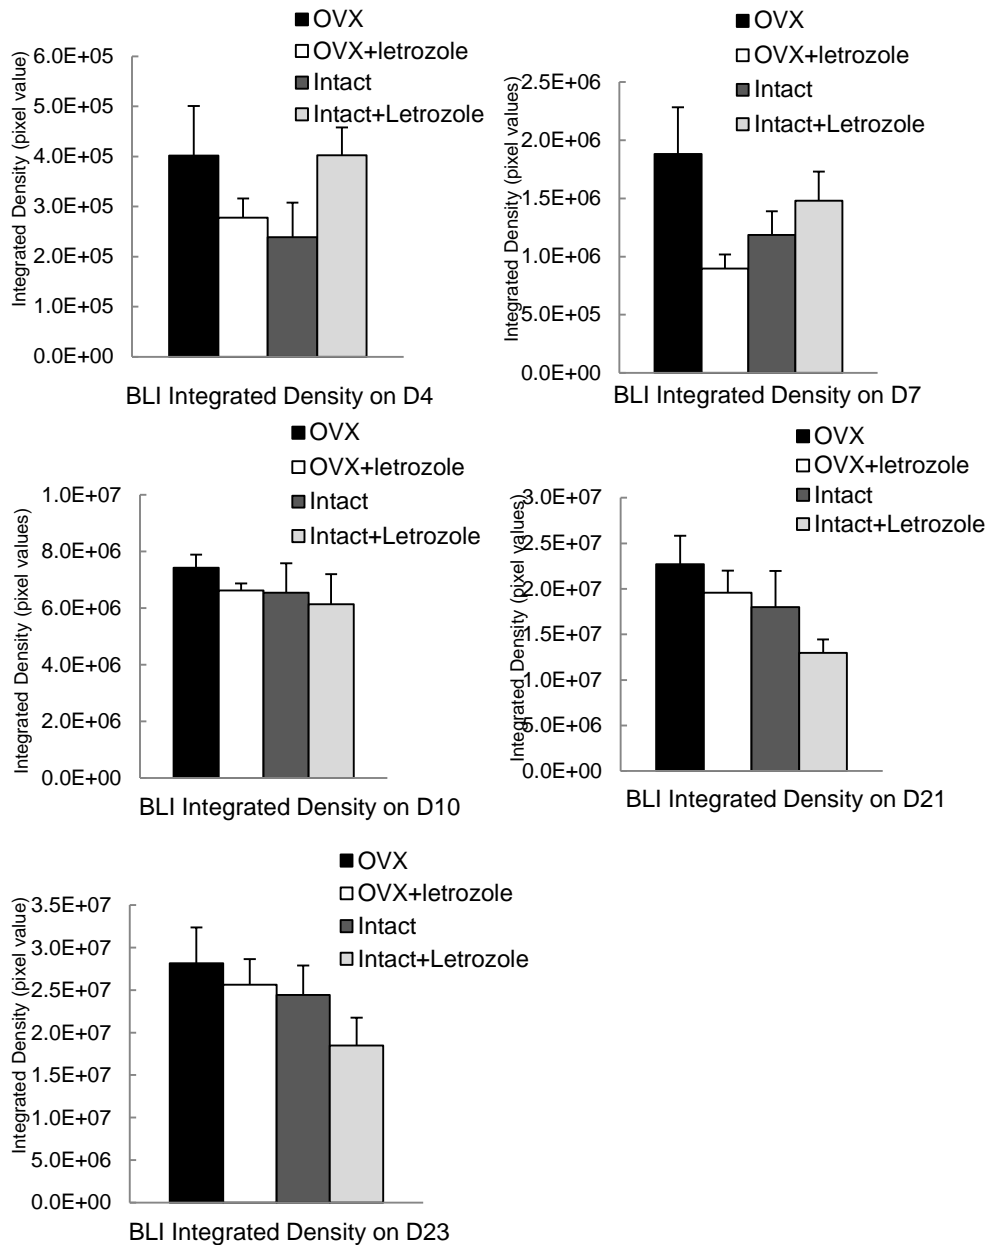 OVX
OVX+letrozole
Intact
Intact+Letrozole
Integrated Density (pixel value)
6.0E+05
5.0E+05
4.0E+05
3.0E+05
2.0E+05
1.0E+05
0.0E+00
BLI Integrated Density on D4
OVX
OVX+letrozole
Intact
Intact+Letrozole
Integrated Density (pixel values)
2.5E+06
2.0E+06
1.5E+06
1.0E+06
5.0E+05
0.0E+00
BLI Integrated Density on D7
OVX
OVX+letrozole
Intact
Intact+Letrozole
Integrated Density (pixel values)
1.0E+07
8.0E+06
6.0E+06
4.0E+06
2.0E+06
0.0E+00
BLI Integrated Density on D10
OVX
OVX+letrozole
Intact
Intact+Letrozole
Integrated Density (pixel values)
3.0E+07
2.5E+07
2.0E+07
1.5E+07
1.0E+07
5.0E+06
0.0E+00
BLI Integrated Density on D21
OVX
OVX+letrozole
Intact
Intact+Letrozole
Integrated Density (pixel value)
3.5E+07
3.0E+07
2.5E+07
2.0E+07
1.5E+07
1.0E+07
5.0E+06
0.0E+00
BLI Integrated Density on D23